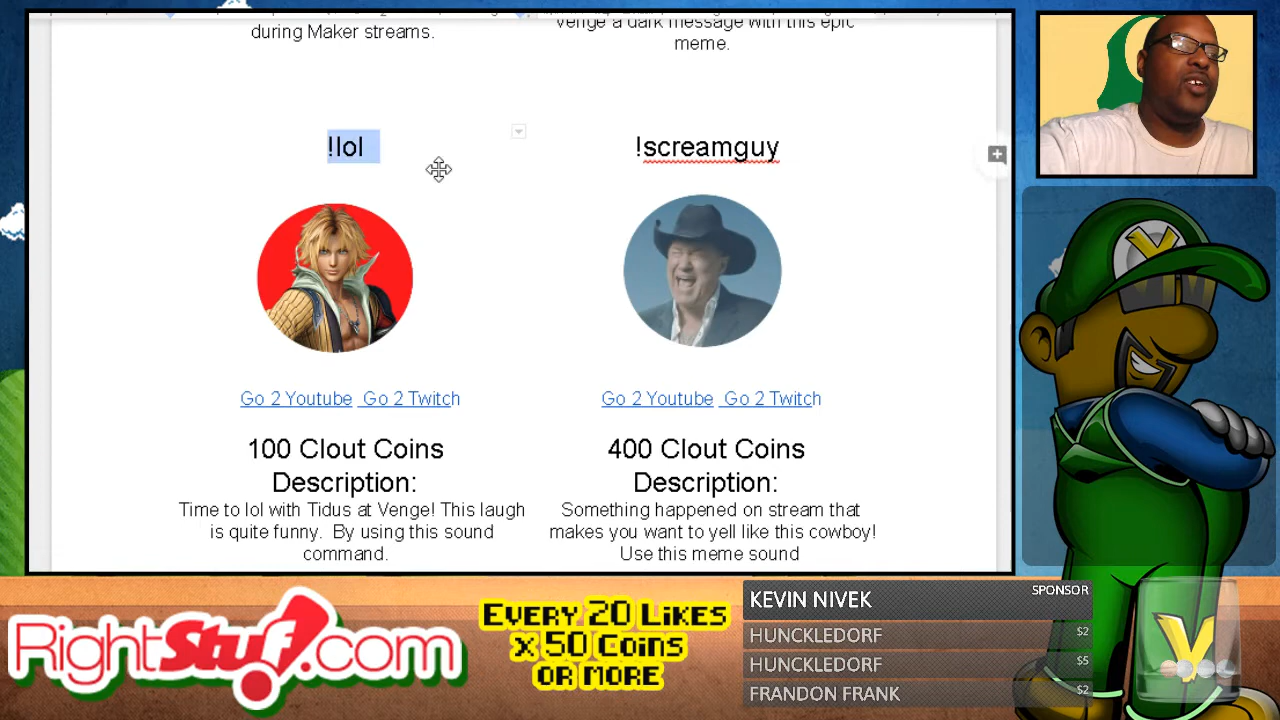 during Maker streams.
Venge a dark message with this epic
meme.
!lol
!screamguy
Go 2 Youtube  Go 2 Twitch
Go 2 Youtube  Go 2 Twitch
100 Clout Coins
Description:
Time to lol with Tidus at Venge! This laugh
is quite funny.  By using this sound
command.
400 Clout Coins
Description:
Something happened on stream that
makes you want to yell like this cowboy!
Use this meme sound
RightStuf!.com
Every 20 Likes
x 50 Coins
or more
KEVIN NIVEK SPONSOR
HUNCKLEDORF $2
HUNCKLEDORF $5
FRANDON FRANK $2
V
V